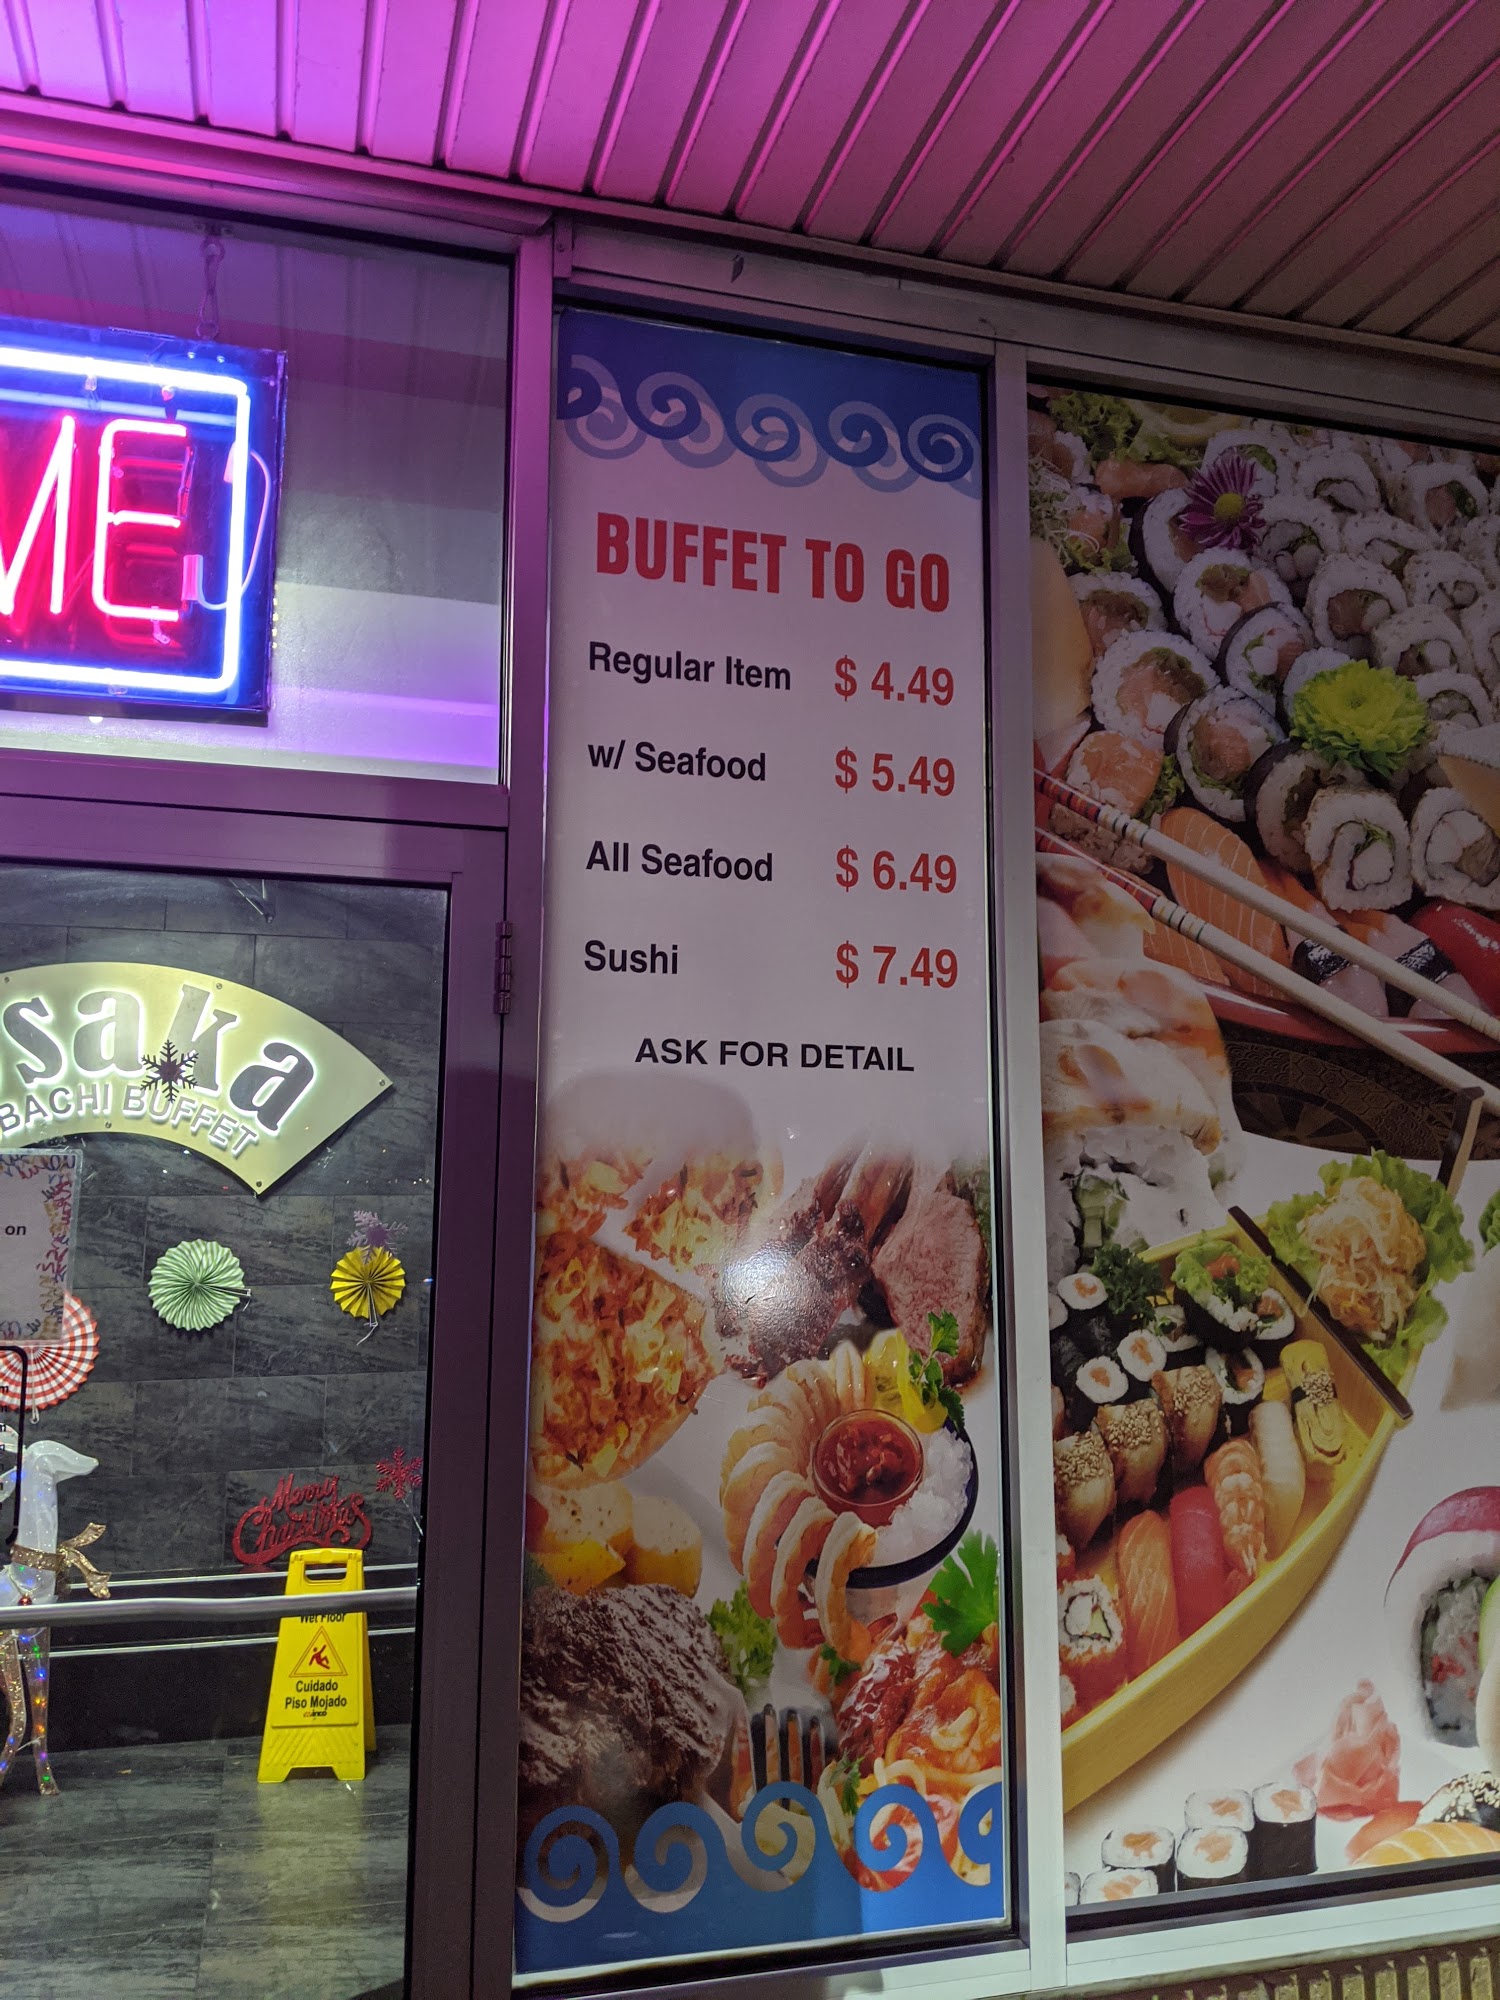 ME
BUFFET TO GO
Regular Item $ 4.49
w/ Seafood $ 5.49
All Seafood $ 6.49
Sushi $ 7.49
ASK FOR DETAIL
saka
BACHI BUFFET
on
Merry
Christmas
Wet Floor
Cuidado
Piso Mojado